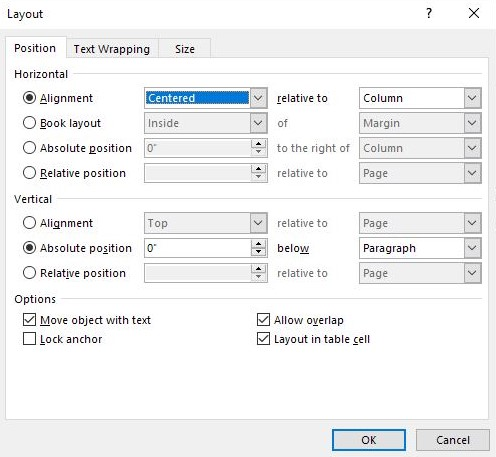 Layout ? ×
Position Text Wrapping Size
Horizontal
Alignment Centered relative to Column
Book layout Inside of Margin
Absolute position 0" to the right of Column
Relative position relative to Page
Vertical
Alignment Top relative to Page
Absolute position 0" below Paragraph
Relative position relative to Page
Options
Move object with text Allow overlap
Lock anchor Layout in table cell
OK Cancel